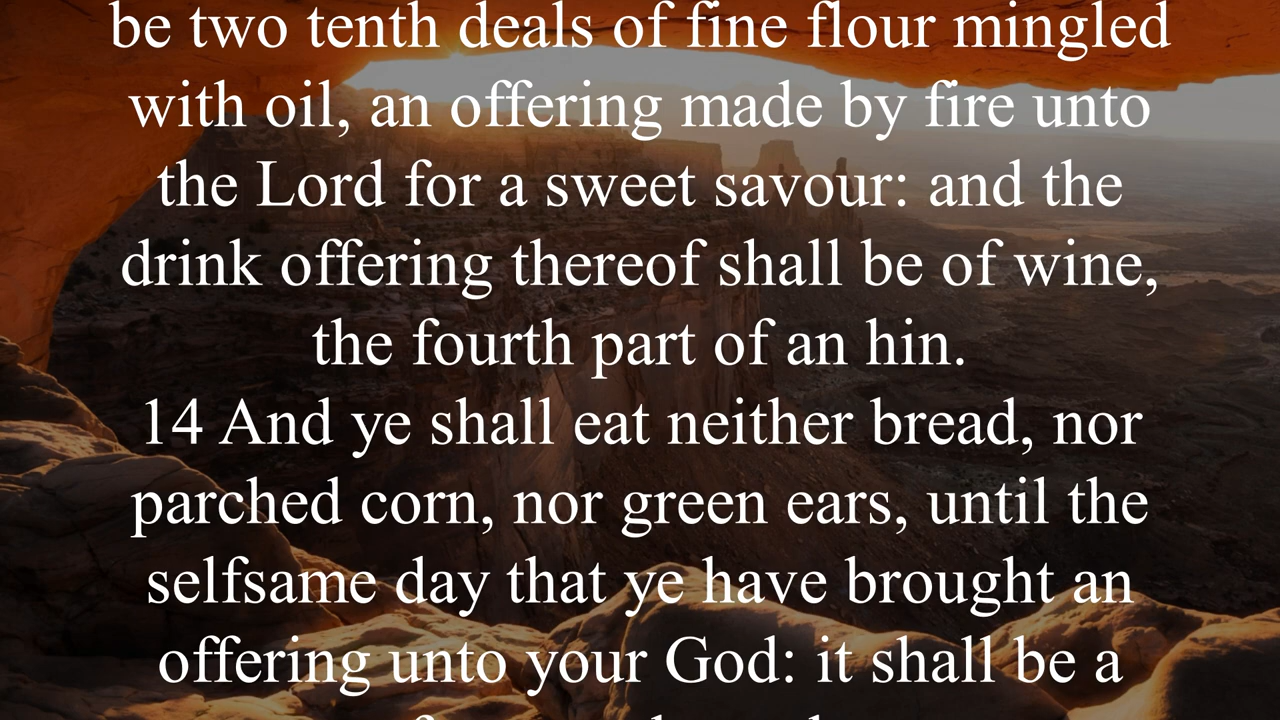 be two tenth deals of fine flour mingled
with oil, an offering made by fire unto
the Lord for a sweet savour: and the
drink offering thereof shall be of wine,
the fourth part of an hin.
14 And ye shall eat neither bread, nor
parched corn, nor green ears, until the
selfsame day that ye have brought an
offering unto your God: it shall be a